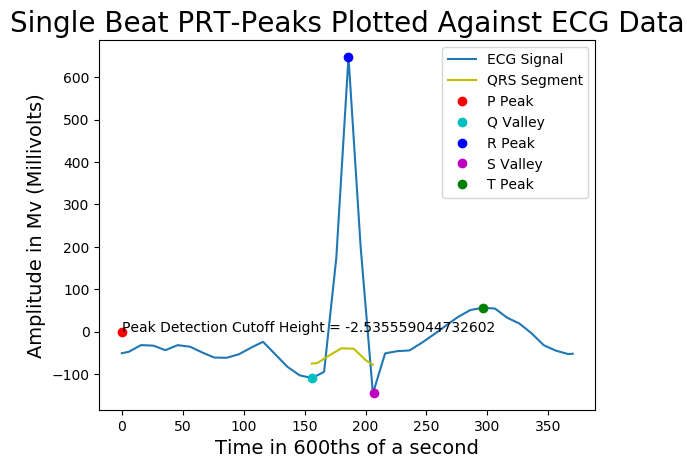 Single Beat PRT-Peaks Plotted Against ECG Data
ECG Signal
QRS Segment
P Peak
Q Valley
R Peak
S Valley
T Peak
600
500
400
300
200
100
0
−100
Amplitude in Mv (Millivolts)
Peak Detection Cutoff Height = -2.535559044732602
0 50 100 150 200 250 300 350
Time in 600ths of a second